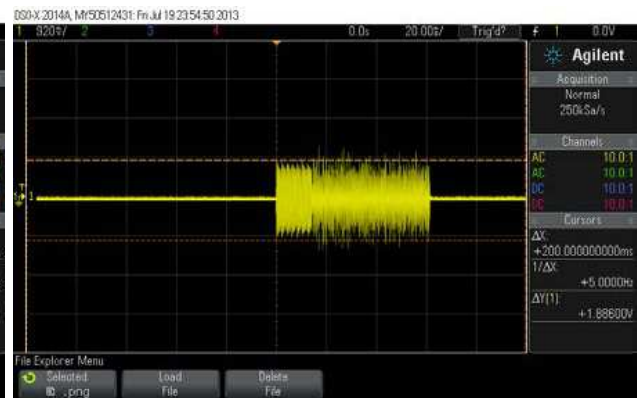 DSO-X 2014A, MY50512431: Fri Jul 19 23:54:50 2013
1 920▽/ 2 3 4 0.0s 20.00▽/ Trig'd? 1 0.0V
Agilent
Acquisition
Normal
250kSa/s
Channels
AC 10.0:1
AC 10.0:1
DC 10.0:1
DC 10.0:1
Cursors
ΔX:
+200.000000000ms
1/ΔX:
+5.0000Hz
ΔY(1):
+1.88600V
File Explorer Menu
Selected Load Delete
.png File File